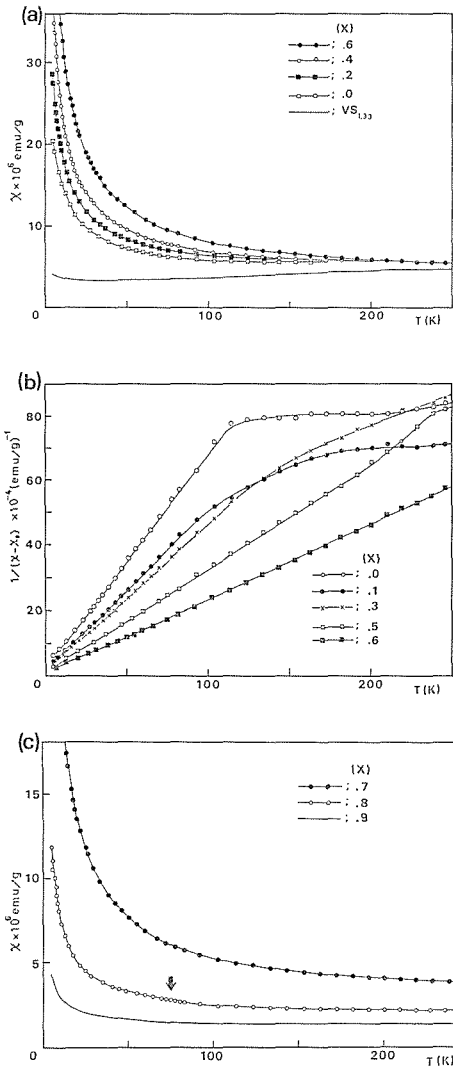 (a)
(X)
; .6
; .4
; .2
; .0
; VS1.33
30
20
10
χ×10⁶ emu/g
0
100
200
T (K)
(b)
80
60
40
20
1/(χ-χ₀) ×10⁻⁴(emu/g)⁻¹
(X)
; .0
; .1
; .3
; .5
; .6
0
100
200
T (K)
(c)
(X)
; .7
; .8
; .9
15
10
5
χ×10⁶ emu/g
0
100
200
T (K)